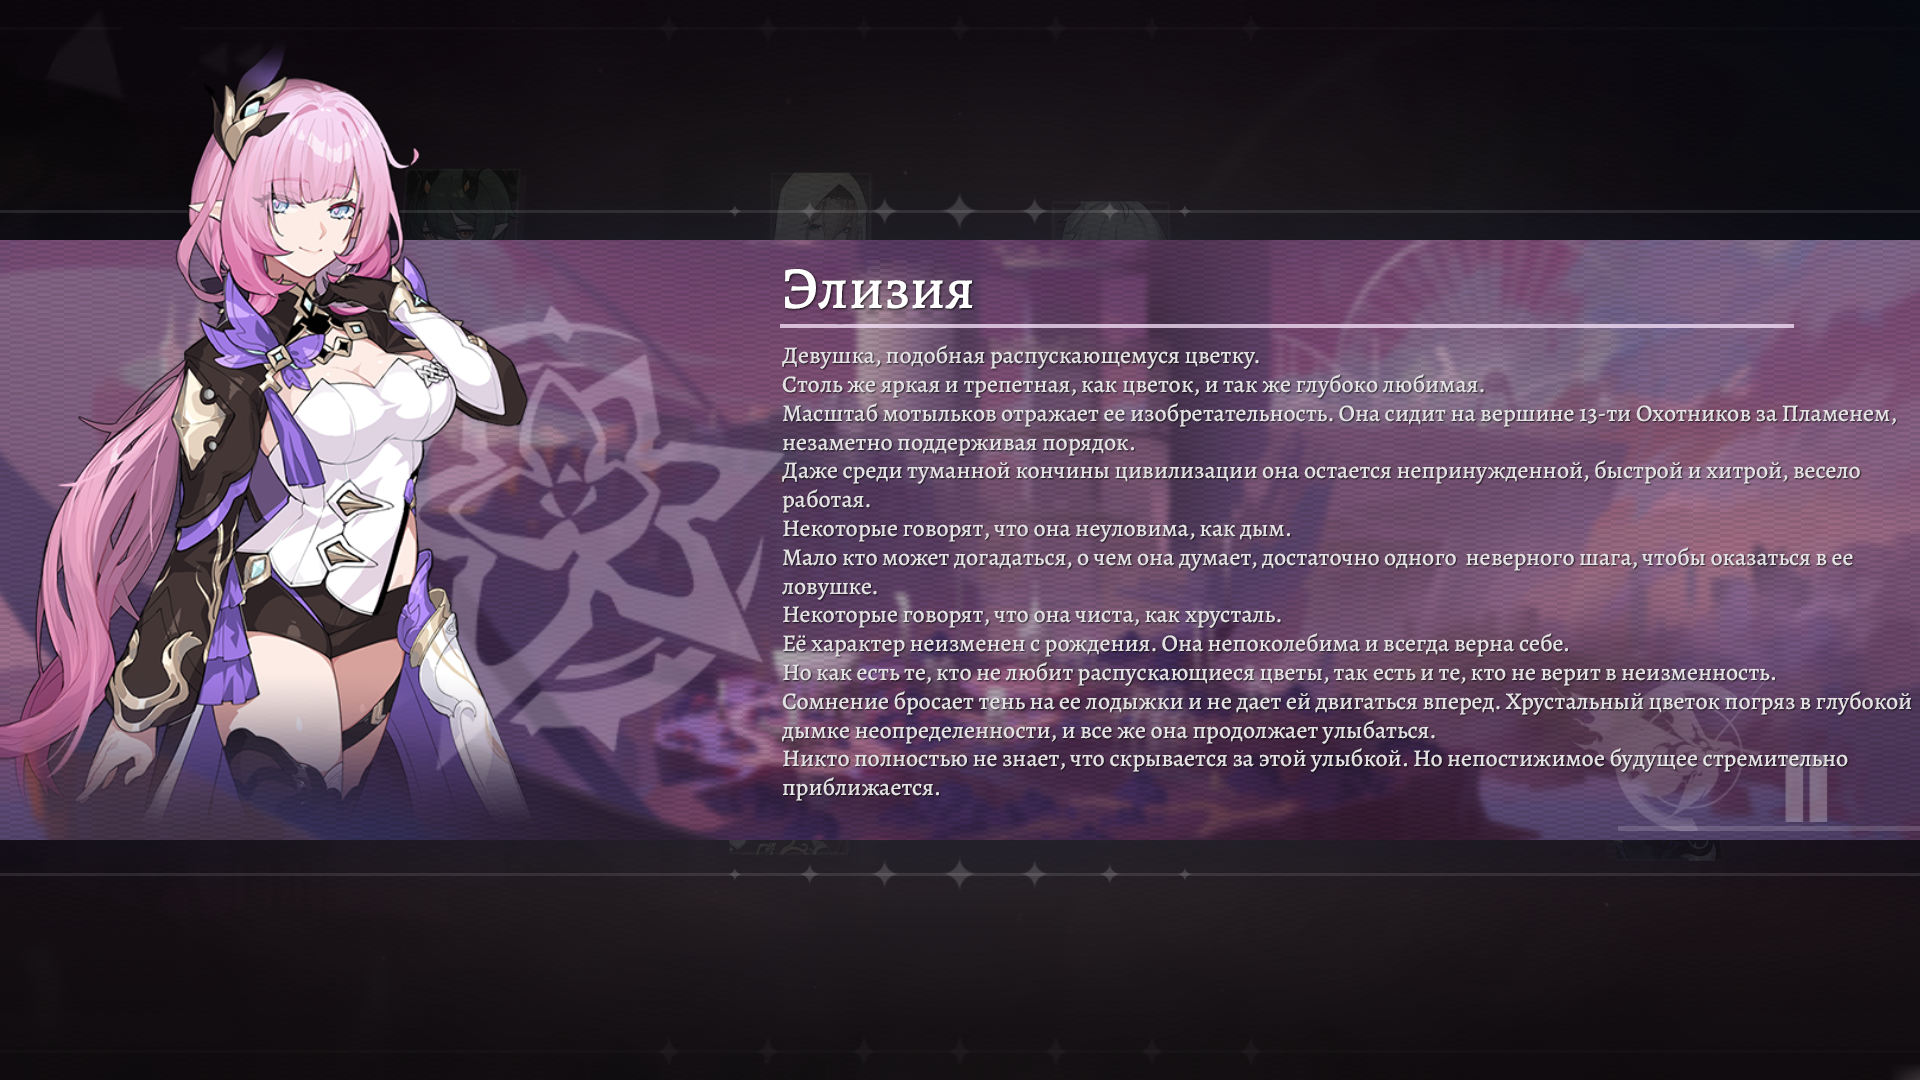 Элизия
Девушка, подобная распускающемуся цветку.
Столь же яркая и трепетная, как цветок, и так же глубоко любимая.
Масштаб мотыльков отражает ее изобретательность. Она сидит на вершине 13-ти Охотников за Пламенем,
незаметно поддерживая порядок.
Даже среди туманной кончины цивилизации она остается непринужденной, быстрой и хитрой, весело
работая.
Некоторые говорят, что она неуловима, как дым.
Мало кто может догадаться, о чем она думает, достаточно одного  неверного шага, чтобы оказаться в ее
ловушке.
Некоторые говорят, что она чиста, как хрусталь.
Её характер неизменен с рождения. Она непоколебима и всегда верна себе.
Но как есть те, кто не любит распускающиеся цветы, так есть и те, кто не верит в неизменность.
Сомнение бросает тень на ее лодыжки и не дает ей двигаться вперед. Хрустальный цветок погряз в глубокой
дымке неопределенности, и все же она продолжает улыбаться.
Никто полностью не знает, что скрывается за этой улыбкой. Но непостижимое будущее стремительно
приближается.
II